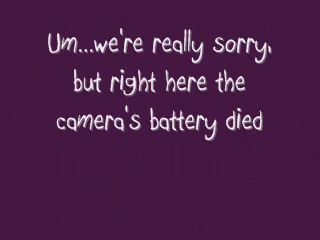 Um...we're really sorry,
but right here the
camera's battery died